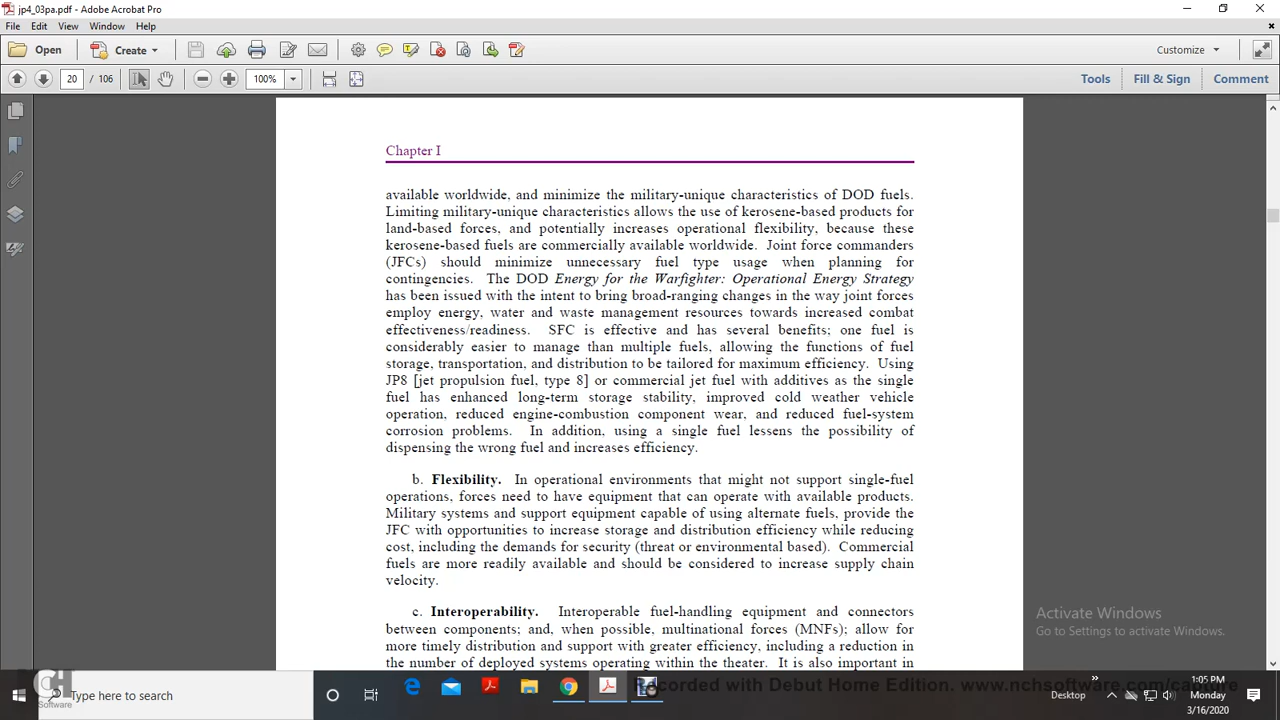 jp4_03pa.pdf - Adobe Acrobat Pro
File Edit View Window Help
Open Create Customize
20 / 106 100% Tools Fill & Sign Comment
Chapter I
available worldwide, and minimize the military-unique characteristics of DOD fuels.
Limiting military-unique characteristics allows the use of kerosene-based products for
land-based forces, and potentially increases operational flexibility, because these
kerosene-based fuels are commercially available worldwide. Joint force commanders
(JFCs) should minimize unnecessary fuel type usage when planning for
contingencies. The DOD Energy for the Warfighter: Operational Energy Strategy
has been issued with the intent to bring broad-ranging changes in the way joint forces
employ energy, water and waste management resources towards increased combat
effectiveness/readiness. SFC is effective and has several benefits; one fuel is
considerably easier to manage than multiple fuels, allowing the functions of fuel
storage, transportation, and distribution to be tailored for maximum efficiency. Using
JP8 [jet propulsion fuel, type 8] or commercial jet fuel with additives as the single
fuel has enhanced long-term storage stability, improved cold weather vehicle
operation, reduced engine-combustion component wear, and reduced fuel-system
corrosion problems. In addition, using a single fuel lessens the possibility of
dispensing the wrong fuel and increases efficiency.
b. Flexibility. In operational environments that might not support single-fuel
operations, forces need to have equipment that can operate with available products.
Military systems and support equipment capable of using alternate fuels, provide the
JFC with opportunities to increase storage and distribution efficiency while reducing
cost, including the demands for security (threat or environmental based). Commercial
fuels are more readily available and should be considered to increase supply chain
velocity.
c. Interoperability. Interoperable fuel-handling equipment and connectors
between components; and, when possible, multinational forces (MNFs); allow for
more timely distribution and support with greater efficiency, including a reduction in
the number of deployed systems operating within the theater. It is also important in
Activate Windows
Go to Settings to activate Windows.
NCH Software
Type here to search
Recorded with Debut Home Edition. www.nchsoftware.com/capture
Desktop
1:05 PM
Monday
3/16/2020